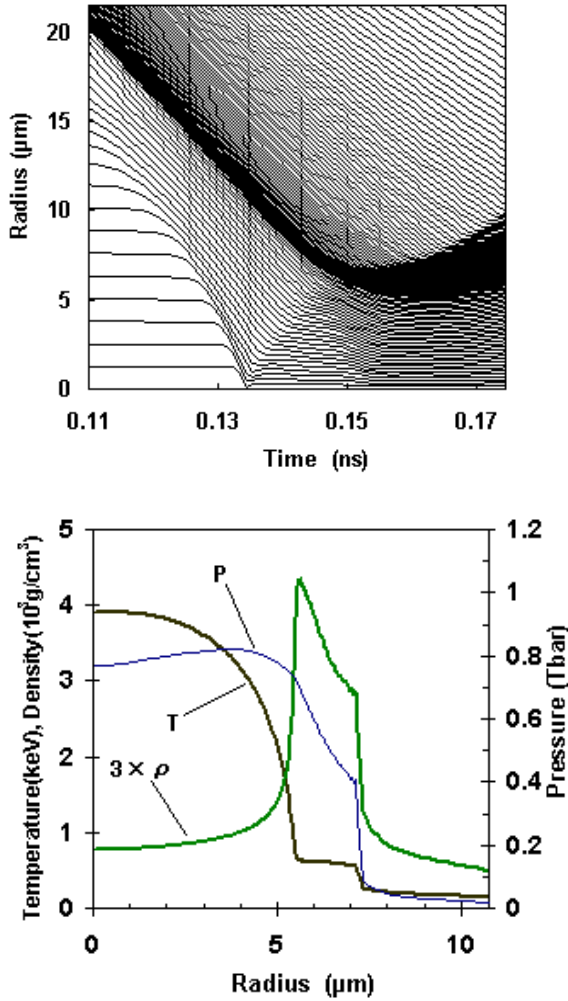 20
15
10
5
0
Radius (μm)
0.11 0.13 0.15 0.17
Time (ns)
5
4
3
2
1
0
Temperature(keV), Density(10³g/cm³)
P
T
3×ρ
1.2
1
0.8
0.6
0.4
0.2
0
Pressure (Tbar)
0 5 10
Radius (μm)